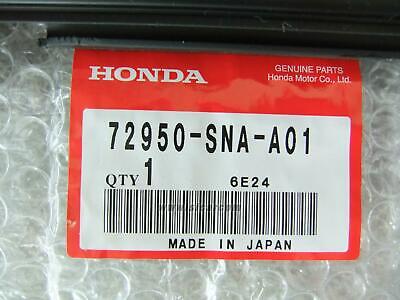 HONDA
GENUINE PARTS
Honda Motor Co., Ltd.
72950-SNA-A01
QTY 1
6E24
MADE IN JAPAN